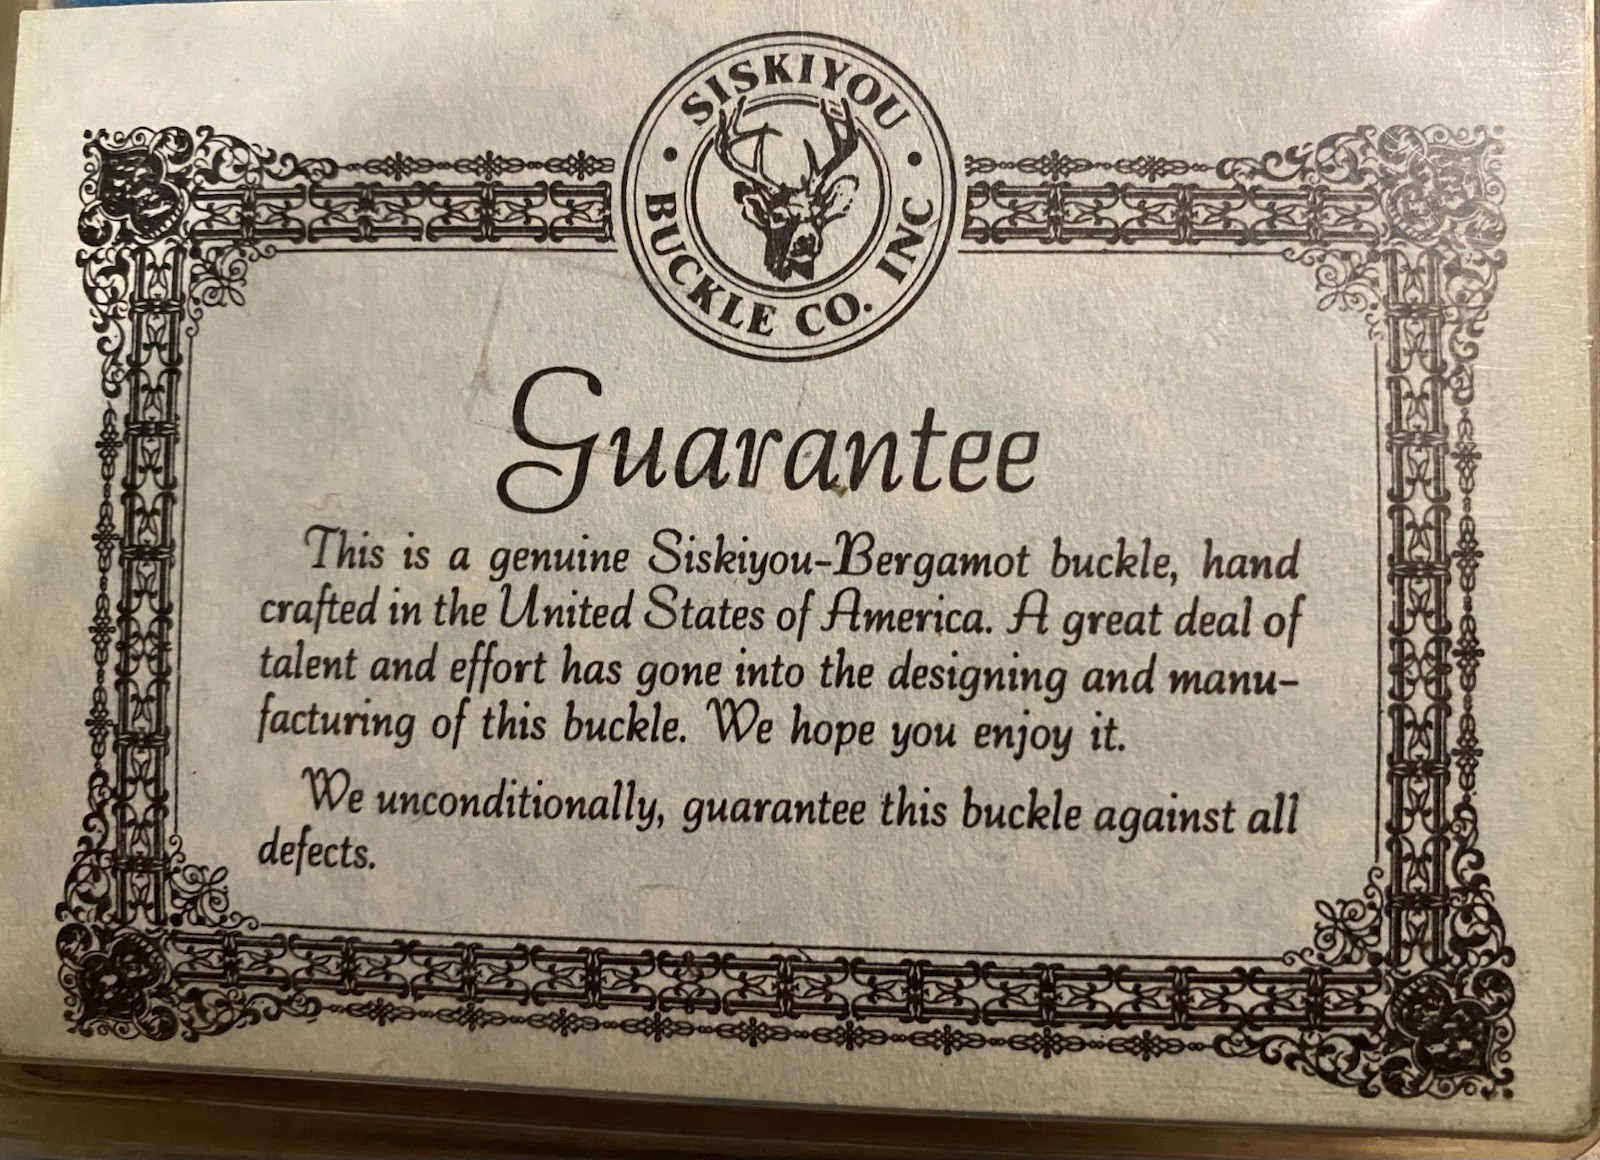 SISKIYOU
BUCKLE CO. INC
Guarantee
This is a genuine Siskiyou-Bergamot buckle, hand
crafted in the United States of America. A great deal of
talent and effort has gone into the designing and manu-
facturing of this buckle. We hope you enjoy it.
We unconditionally, guarantee this buckle against all
defects.